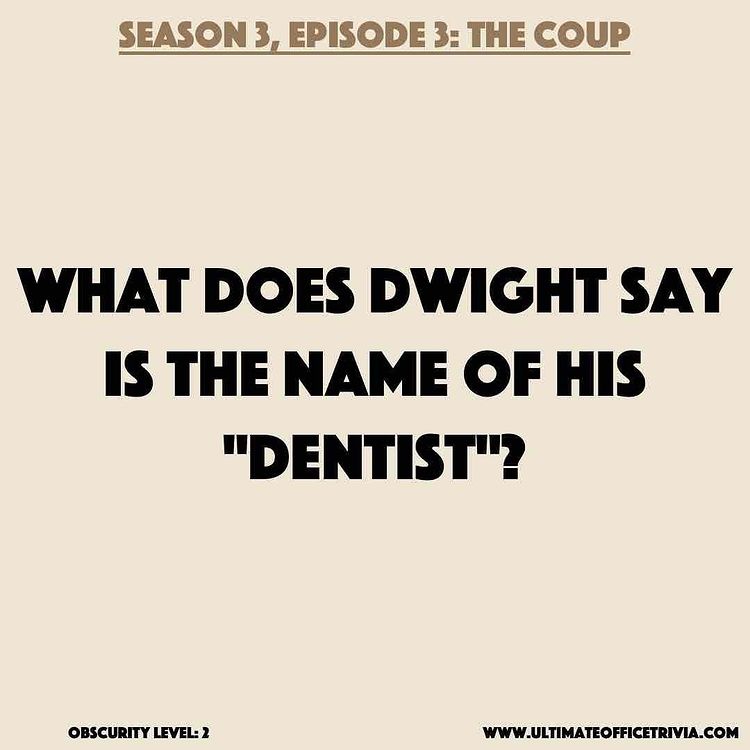 SEASON 3, EPISODE 3: THE COUP
WHAT DOES DWIGHT SAY
IS THE NAME OF HIS
"DENTIST"?
OBSCURITY LEVEL: 2
WWW.ULTIMATEOFFICETRIVIA.COM